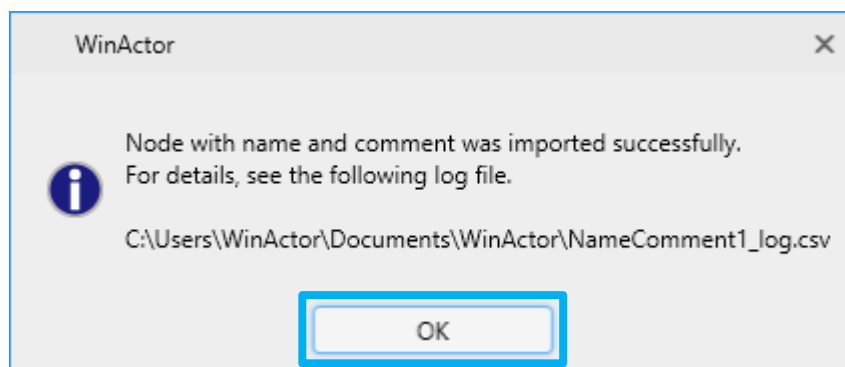 WinActor
Node with name and comment was imported successfully.
For details, see the following log file.
C:\Users\WinActor\Documents\WinActor\NameComment1_log.csv
OK